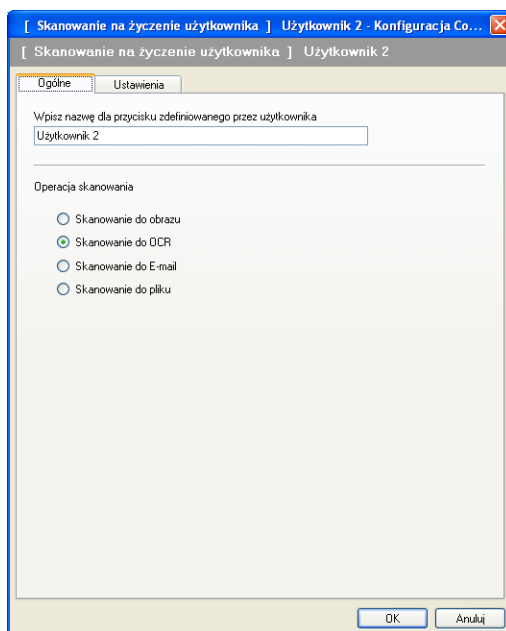 [ Skanowanie na życzenie użytkownika ] Użytkownik 2 - Konfiguracja Co...
[ Skanowanie na życzenie użytkownika ] Użytkownik 2
Ogólne Ustawienia
Wpisz nazwę dla przycisku zdefiniowanego przez użytkownika
Użytkownik 2
Operacja skanowania
Skanowanie do obrazu
Skanowanie do OCR
Skanowanie do E-mail
Skanowanie do pliku
OK Anuluj